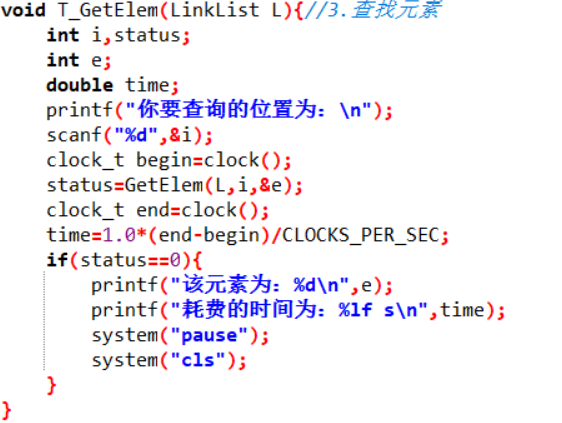 void T_GetElem(LinkList L){//3.查找元素
    int i,status;
    int e;
    double time;
    printf("你要查询的位置为：\n");
    scanf("%d",&i);
    clock_t begin=clock();
    status=GetElem(L,i,&e);
    clock_t end=clock();
    time=1.0*(end-begin)/CLOCKS_PER_SEC;
    if(status==0){
        printf("该元素为：%d\n",e);
        printf("耗费的时间为：%lf s\n",time);
        system("pause");
        system("cls");
    }
}